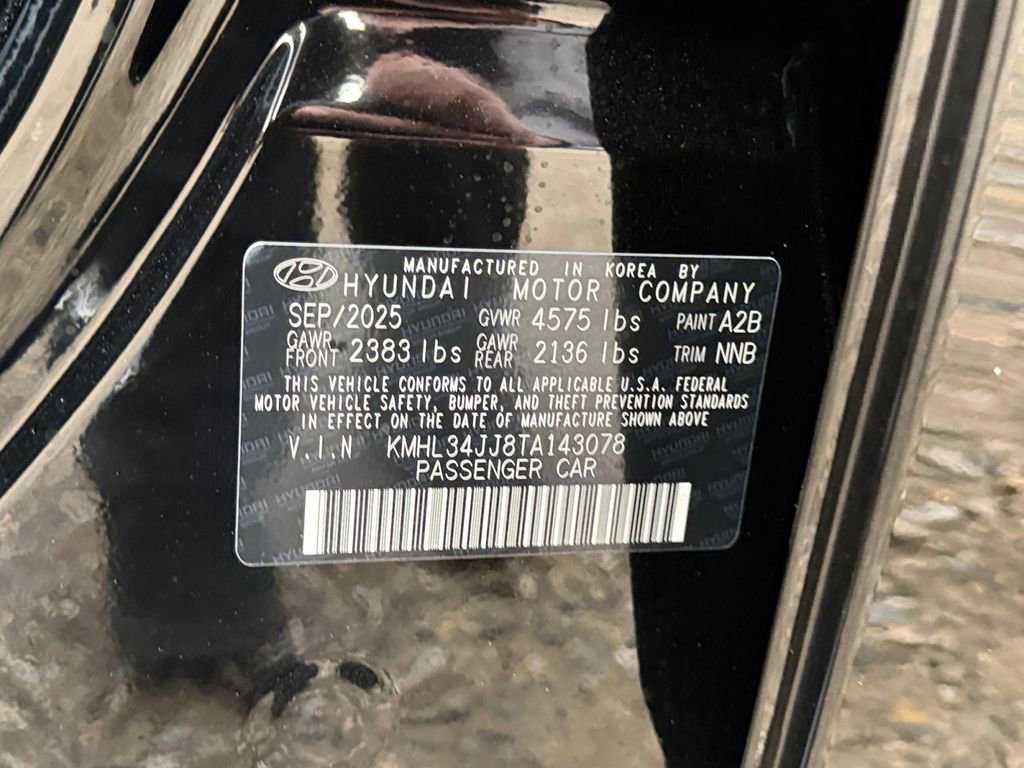 MANUFACTURED IN KOREA BY
HYUNDAI MOTOR COMPANY
SEP/2025 GVWR 4575 lbs PAINT A2B
GAWR FRONT 2383 lbs GAWR REAR 2136 lbs TRIM NNB
THIS VEHICLE CONFORMS TO ALL APPLICABLE U.S.A. FEDERAL
MOTOR VEHICLE SAFETY, BUMPER, AND THEFT PREVENTION STANDARDS
IN EFFECT ON THE DATE OF MANUFACTURE SHOWN ABOVE
V.I.N KMHL34JJ8TA143078
PASSENGER CAR